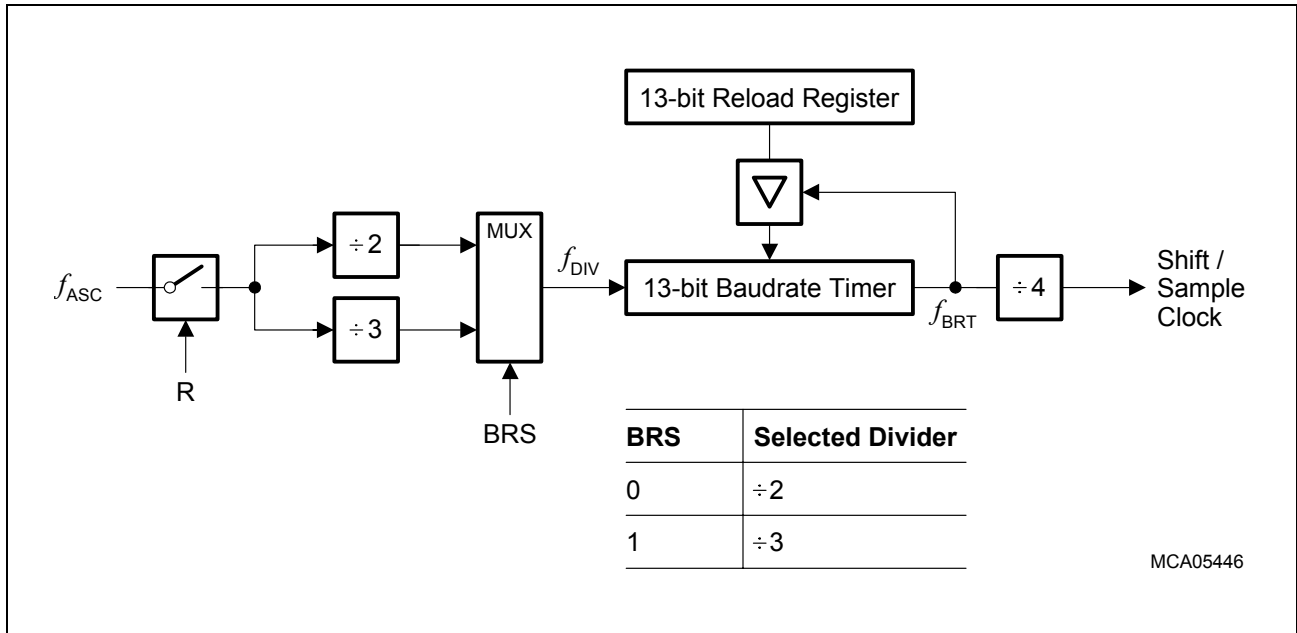 13-bit Reload Register
MUX
÷2
÷3
f_ASC
f_DIV
13-bit Baudrate Timer
f_BRT
÷4
Shift /
Sample
Clock
R
BRS
BRS Selected Divider
0 ÷2
1 ÷3
MCA05446